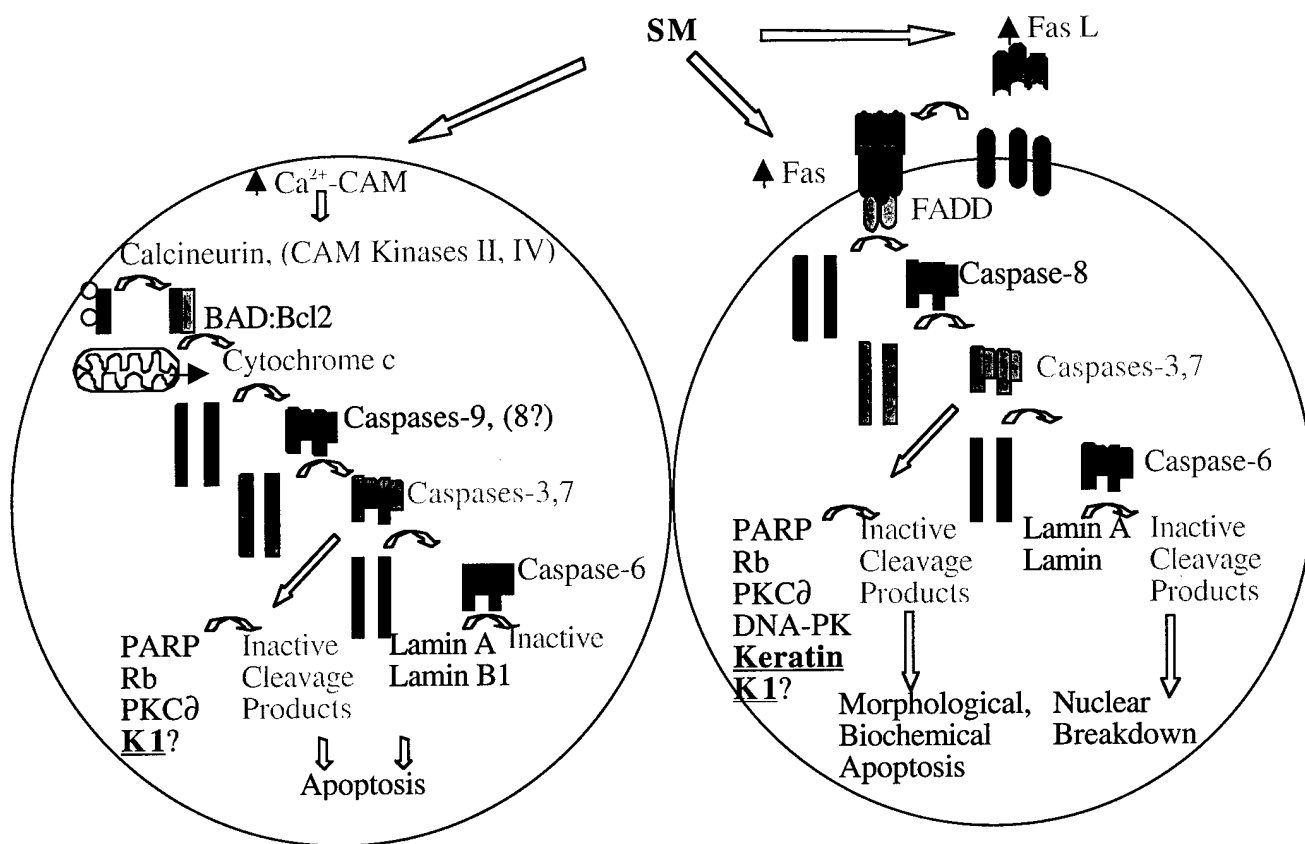 SM
Fas L
Fas
FADD
Ca²⁺-CAM
Calcineurin, (CAM Kinases II, IV)
BAD:Bcl2
Cytochrome c
Caspases-9, (8?)
Caspases-3,7
Caspase-6
PARP
Rb
PKC∂
K1?
Inactive
Cleavage
Products
Lamin A
Lamin B1
Inactive
Apoptosis
Caspase-8
Caspases-3,7
Caspase-6
PARP
Rb
PKC∂
DNA-PK
Keratin
K1?
Inactive
Cleavage
Products
Lamin A
Lamin
Inactive
Cleavage
Products
Morphological,
Biochemical
Apoptosis
Nuclear
Breakdown